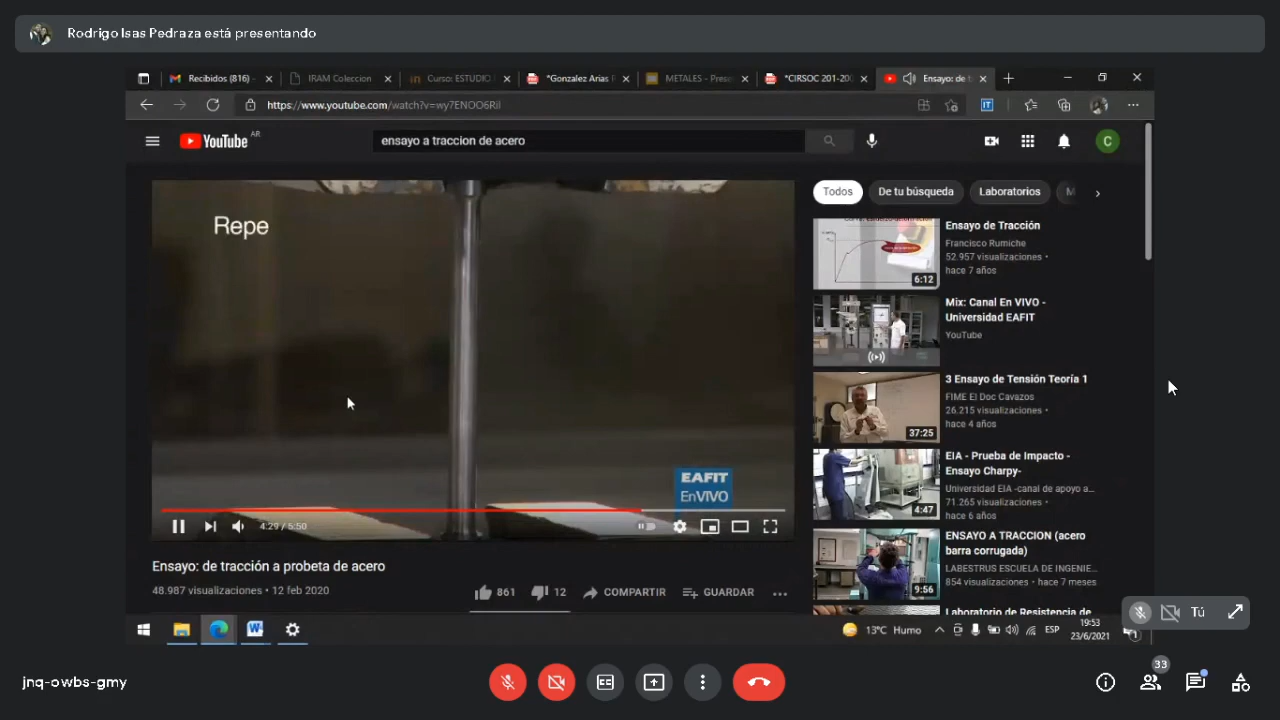 Rodrigo Isas Pedraza está presentando
Recibidos (816) -
IRAM Coleccion
Curso: ESTUDIO
*Gonzalez Arias F
METALES - Prese
*CIRSOC 201-200
Ensayo: de t
https://www.youtube.com/watch?v=wy7ENOO6RiI
YouTube AR
ensayo a traccion de acero
C
Repe
EAFIT
EnVIVO
4:29 / 5:50
Ensayo: de tracción a probeta de acero
48.987 visualizaciones • 12 feb 2020
861
12
COMPARTIR
GUARDAR
Todos
De tu búsqueda
Laboratorios
M
Ensayo de Tracción
Francisco Rumiche
52.957 visualizaciones •
hace 7 años
6:12
Mix: Canal En VIVO -
Universidad EAFIT
YouTube
3 Ensayo de Tensión Teoría 1
FIME El Doc Cavazos
26.215 visualizaciones •
hace 4 años
37:25
EIA - Prueba de Impacto -
Ensayo Charpy-
Universidad EIA -canal de apoyo a...
71.265 visualizaciones •
hace 6 años
4:47
ENSAYO A TRACCION (acero
barra corrugada)
LABESTRUS ESCUELA DE INGENIE...
854 visualizaciones • hace 7 meses
9:56
Laboratorio de Resistencia de
Tú
13°C Humo
ESP
19:53
23/6/2021
1
jnq-owbs-gmy
33